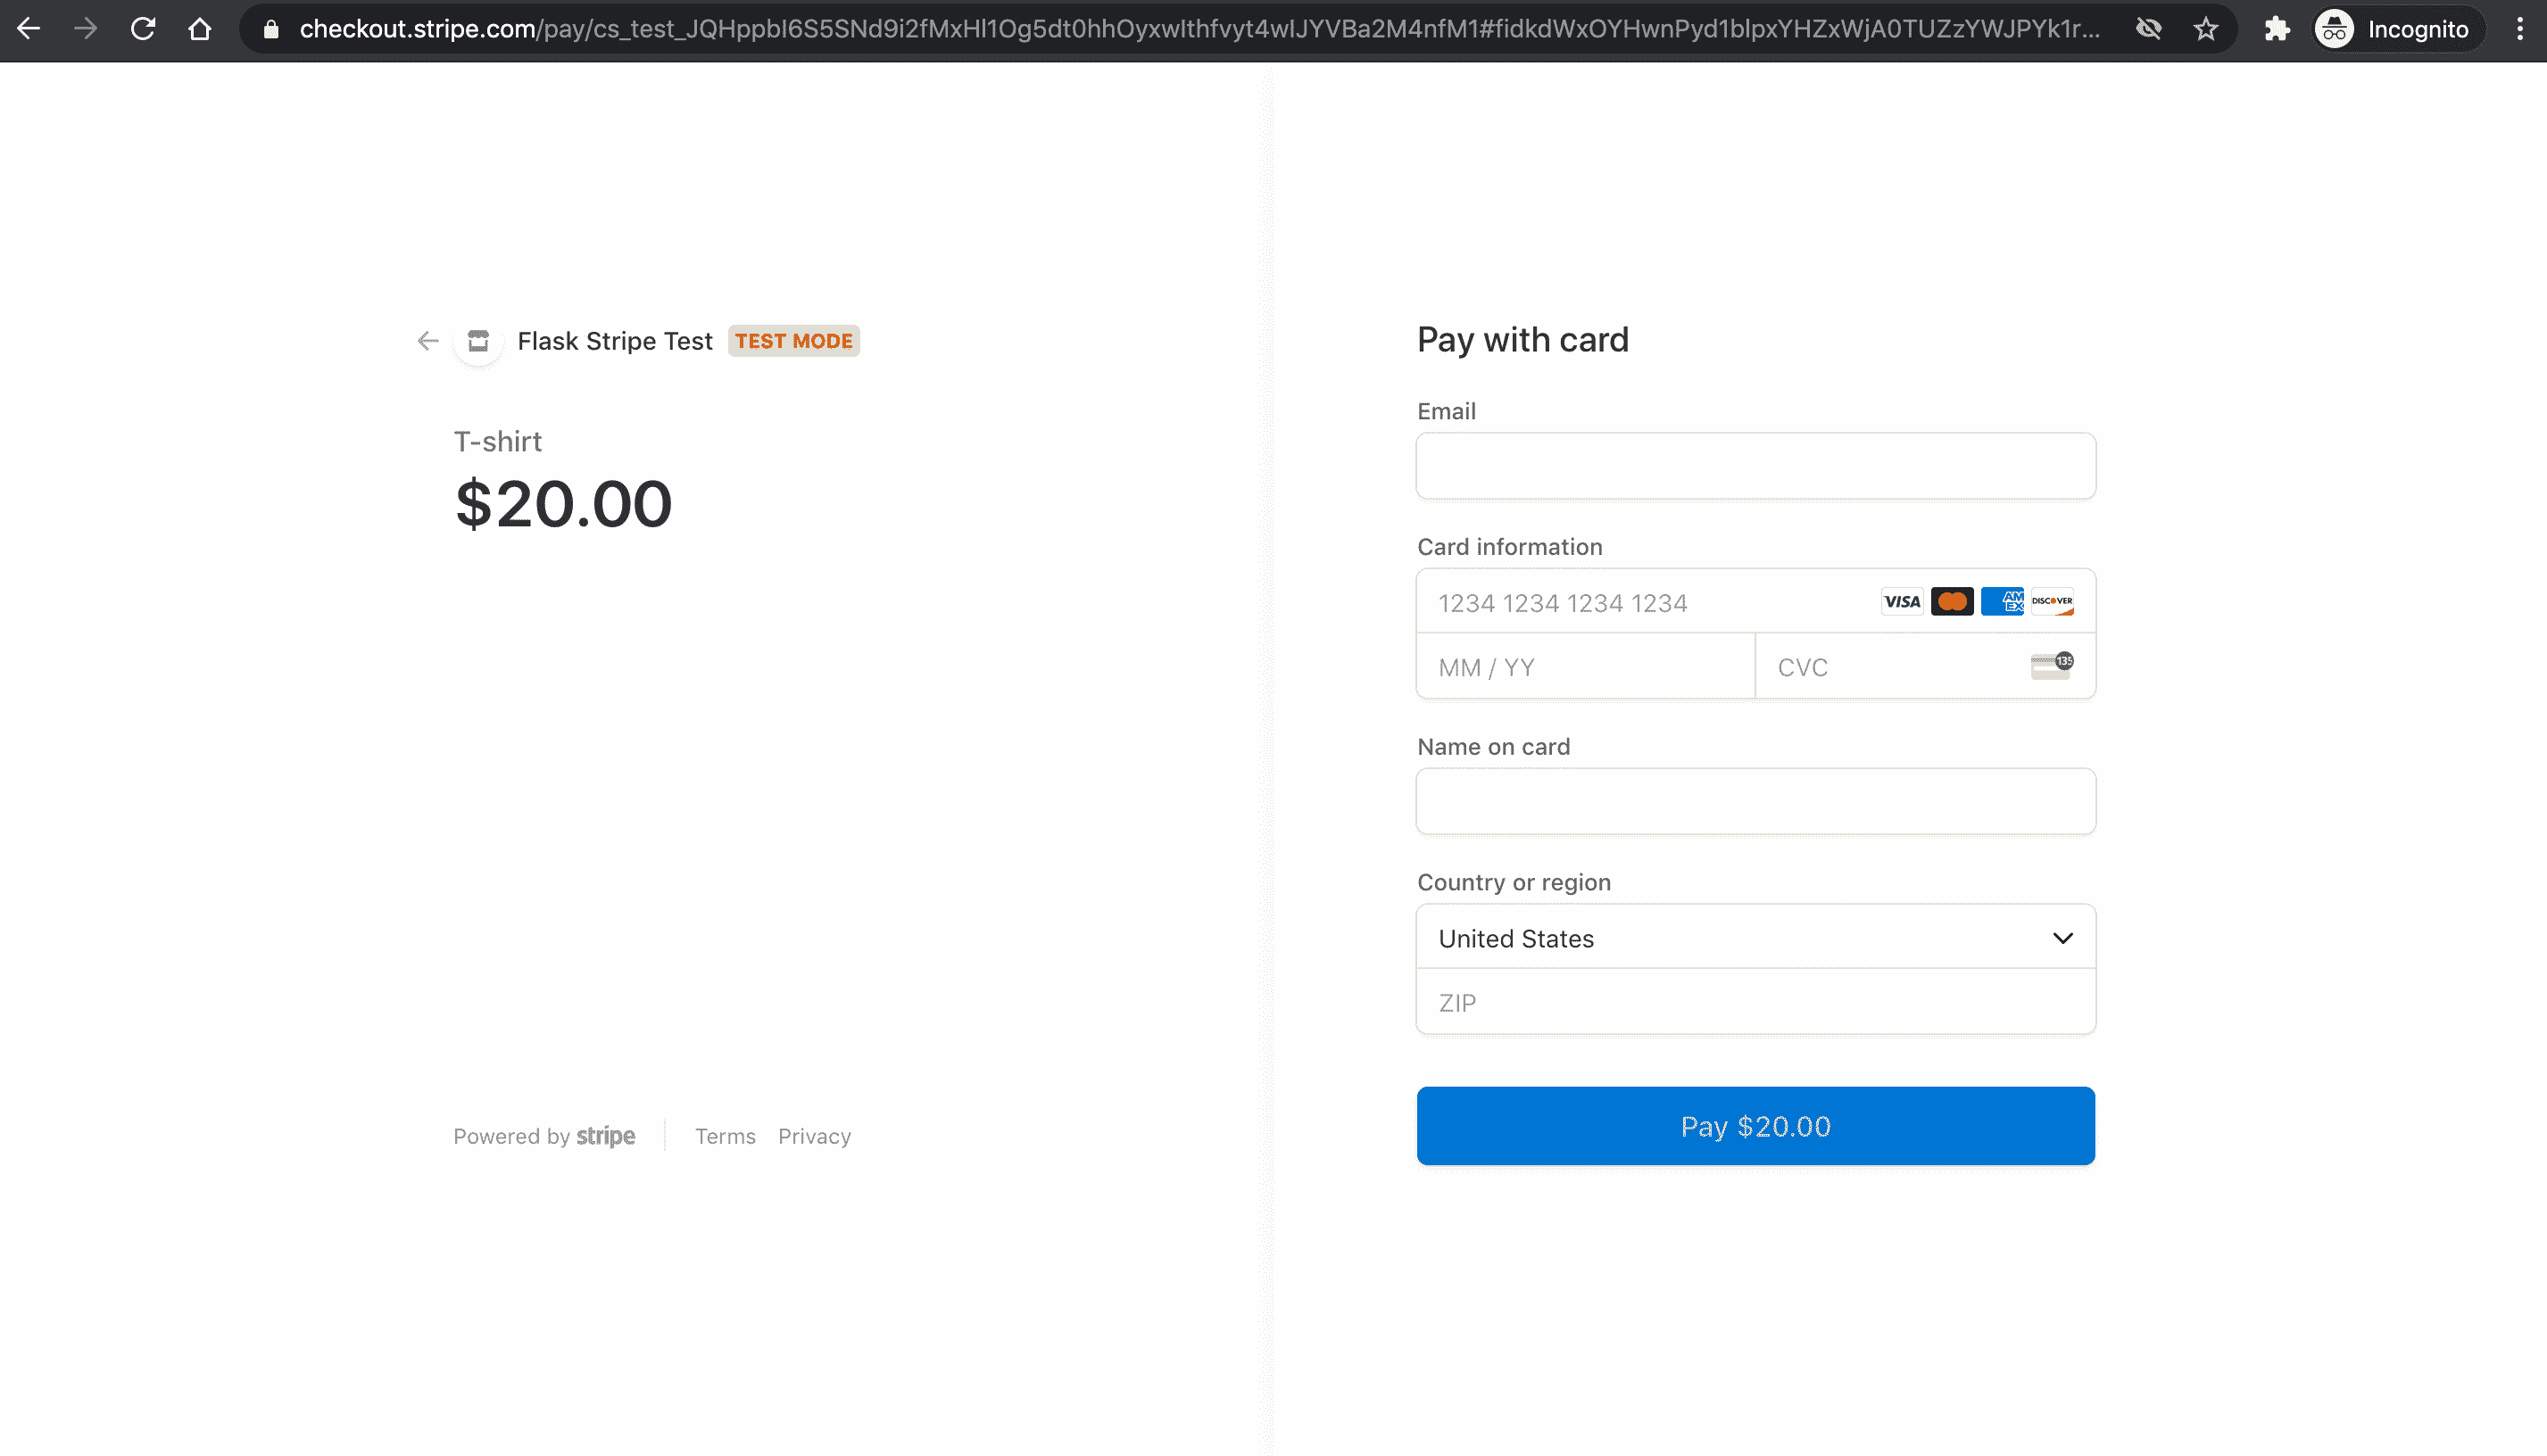 checkout.stripe.com/pay/cs_test_JQHppbI6S5SNd9i2fMxHl1Og5dt0hhOyxwIthfvyt4wIJYVBa2M4nfM1#fidkdWxOYHwnPyd1blpxYHZxWjA0TUZzYWJPYk1r...
Incognito
Flask Stripe Test
TEST MODE
T-shirt
$20.00
Powered by stripe
Terms
Privacy
Pay with card
Email
Card information
1234 1234 1234 1234
VISA
AMEX
DISCOVER
MM / YY
CVC
135
Name on card
Country or region
United States
ZIP
Pay $20.00